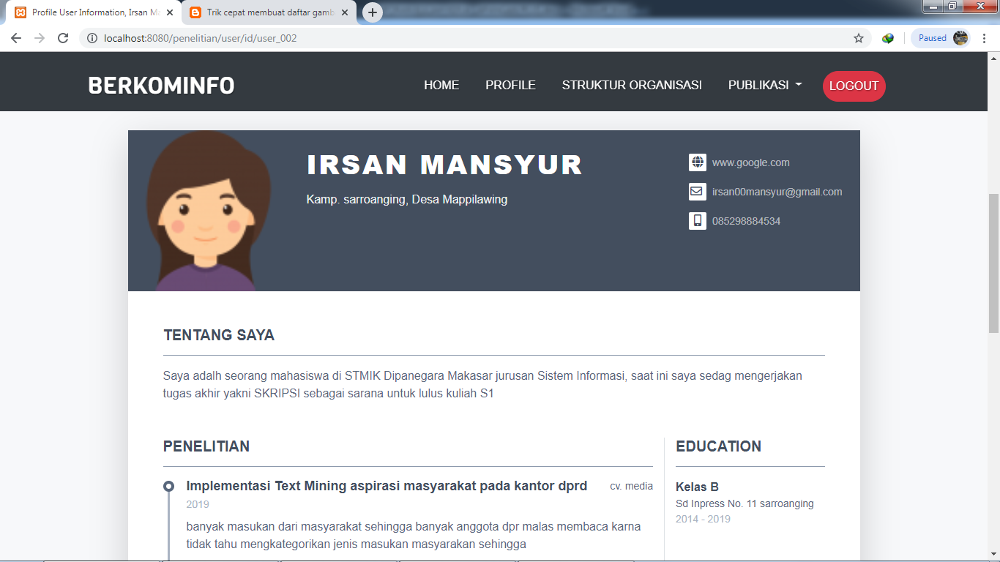 Profile User Information, Irsan Ma
Trik cepat membuat daftar gamb
localhost:8080/penelitian/user/id/user_002
Paused
BERKOMINFO
HOME PROFILE STRUKTUR ORGANISASI PUBLIKASI LOGOUT
IRSAN MANSYUR
Kamp. sarroanging, Desa Mappilawing
www.google.com
irsan00mansyur@gmail.com
085298884534
TENTANG SAYA
Saya adalh seorang mahasiswa di STMIK Dipanegara Makasar jurusan Sistem Informasi, saat ini saya sedag mengerjakan
tugas akhir yakni SKRIPSI sebagai sarana untuk lulus kuliah S1
PENELITIAN
Implementasi Text Mining aspirasi masyarakat pada kantor dprd cv. media
2019
banyak masukan dari masyarakat sehingga banyak anggota dpr malas membaca karna
tidak tahu mengkategorikan jenis masukan masyarakan sehingga
EDUCATION
Kelas B
Sd Inpress No. 11 sarroanging
2014 - 2019